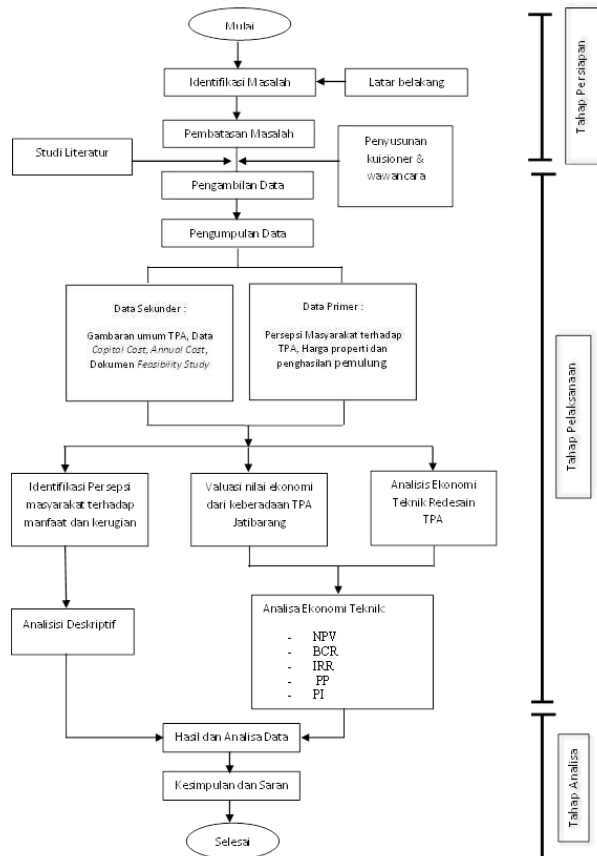 Mulai
Identifikasi Masalah
Latar belakang
Pembatasan Masalah
Studi Literatur
Penyusunan
kuisioner &
wawancara
Pengambilan Data
Pengumpulan Data
Data Sekunder :
Gambaran umum TPA, Data
Capital Cost, Annual Cost,
Dokumen Feasibility Study
Data Primer :
Persepsi Masyarakat terhadap
TPA, Harga properti dan
penghasilan pemulung
Identifikasi Persepsi
masyarakat terhadap
manfaat dan kerugian
Valuasi nilai ekonomi
dari keberadaan TPA
Jatibarang
Analisis Ekonomi
Teknik Redesain
TPA
Analisisi Deskriptif
Analisa Ekonomi Teknik:
- NPV
- BCR
- IRR
- PP
- PI
Hasil dan Analisa Data
Kesimpulan dan Saran
Selesai
Tahap Persiapan
Tahap Pelaksanaan
Tahap Analisa